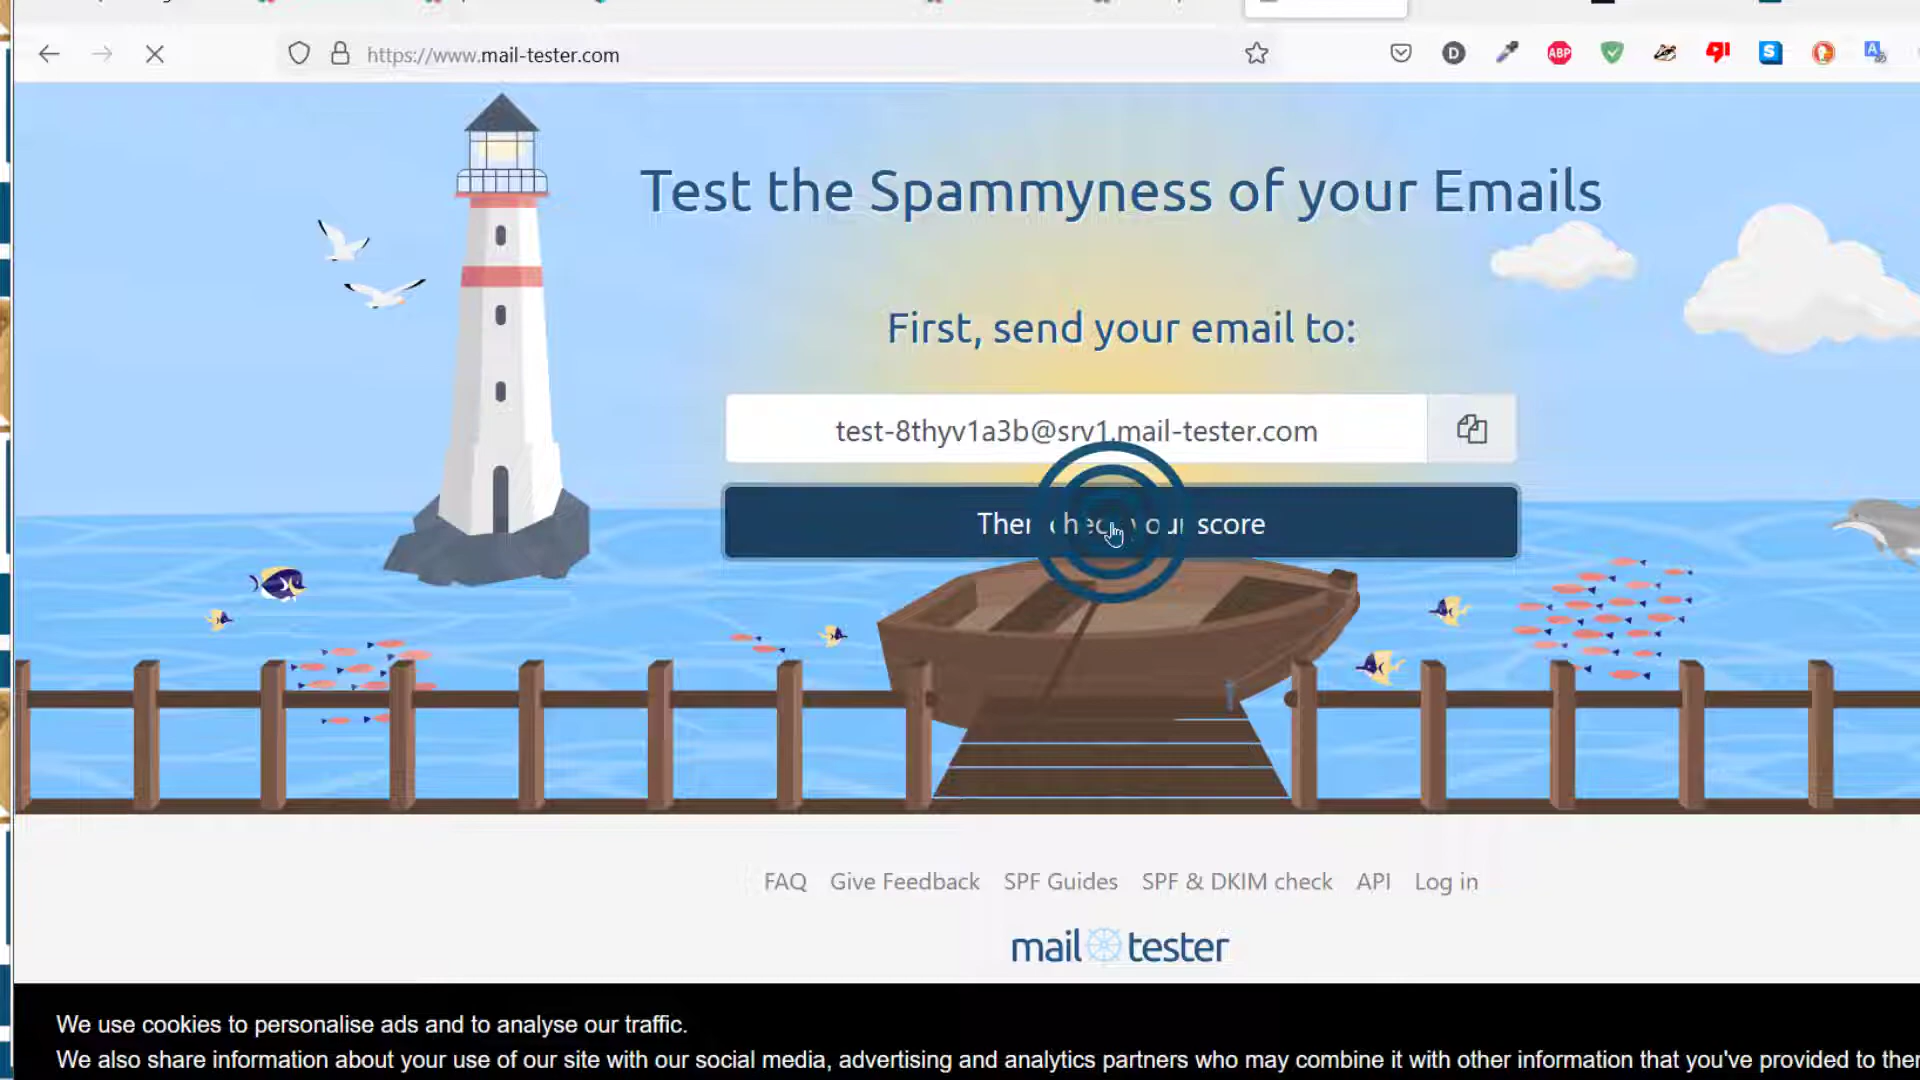 https://www.mail-tester.com
D
ABP
S
A
Test the Spammyness of your Emails
First, send your email to:
test-8thyv1a3b@srv1.mail-tester.com
Then check your score
FAQ Give Feedback SPF Guides SPF & DKIM check API Log in
mail tester
We use cookies to personalise ads and to analyse our traffic.
We also share information about your use of our site with our social media, advertising and analytics partners who may combine it with other information that you've provided to